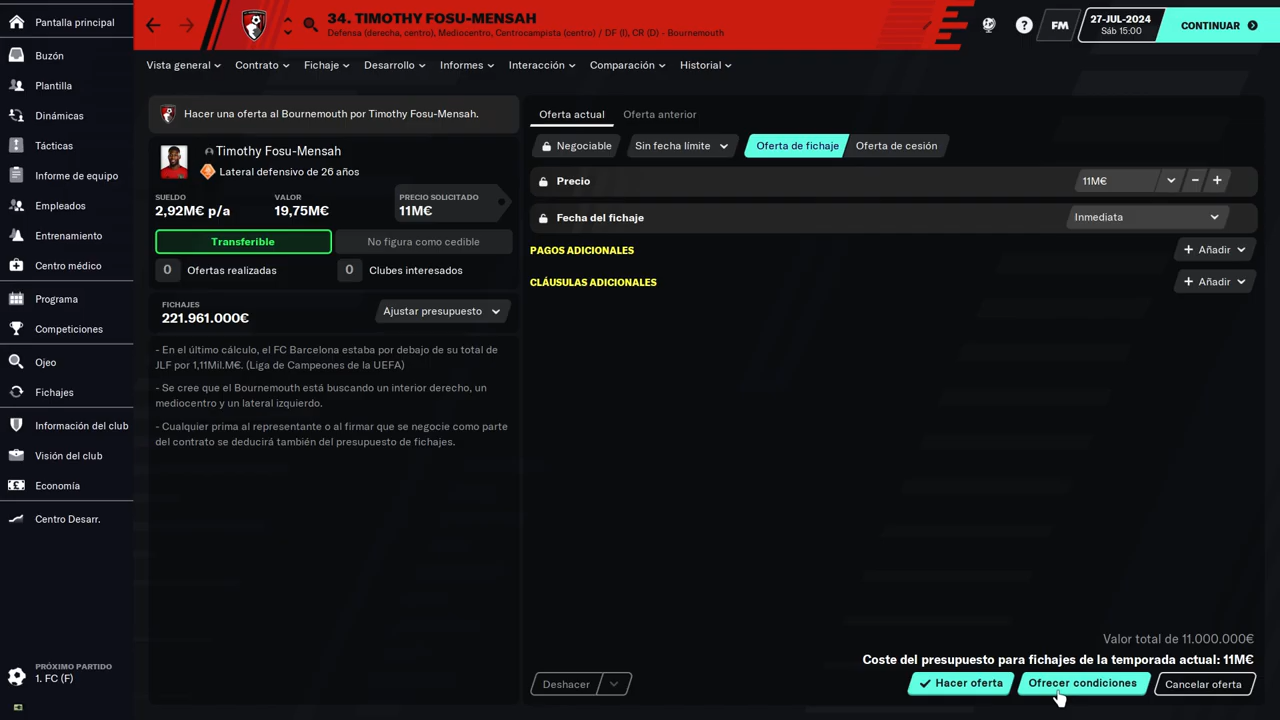 Pantalla principal
34. TIMOTHY FOSU-MENSAH
Defensa (derecha, centro), Mediocentro, Centrocampista (centro) / DF (I), CR (D) - Bournemouth
FM
27-JUL-2024
Sáb 15:00
CONTINUAR
Vista general
Contrato
Fichaje
Desarrollo
Informes
Interacción
Comparación
Historial
Buzón
Plantilla
Dinámicas
Tácticas
Informe de equipo
Empleados
Entrenamiento
Centro médico
Programa
Competiciones
Ojeo
Fichajes
Información del club
Visión del club
Economía
Centro Desarr.
PRÓXIMO PARTIDO
1. FC (F)
Hacer una oferta al Bournemouth por Timothy Fosu-Mensah.
Timothy Fosu-Mensah
Lateral defensivo de 26 años
SUELDO
2,92M€ p/a
VALOR
19,75M€
PRECIO SOLICITADO
11M€
Transferible
No figura como cedible
0 Ofertas realizadas
0 Clubes interesados
FICHAJES
221.961.000€
Ajustar presupuesto
- En el último cálculo, el FC Barcelona estaba por debajo de su total de
JLF por 1,11Mil.M€. (Liga de Campeones de la UEFA)
- Se cree que el Bournemouth está buscando un interior derecho, un
mediocentro y un lateral izquierdo.
- Cualquier prima al representante o al firmar que se negocie como parte
del contrato se deducirá también del presupuesto de fichajes.
Oferta actual
Oferta anterior
Negociable
Sin fecha límite
Oferta de fichaje
Oferta de cesión
Precio
11M€
- +
Fecha del fichaje
Inmediata
PAGOS ADICIONALES
+ Añadir
CLÁUSULAS ADICIONALES
+ Añadir
Valor total de 11.000.000€
Coste del presupuesto para fichajes de la temporada actual: 11M€
Deshacer
Hacer oferta
Ofrecer condiciones
Cancelar oferta